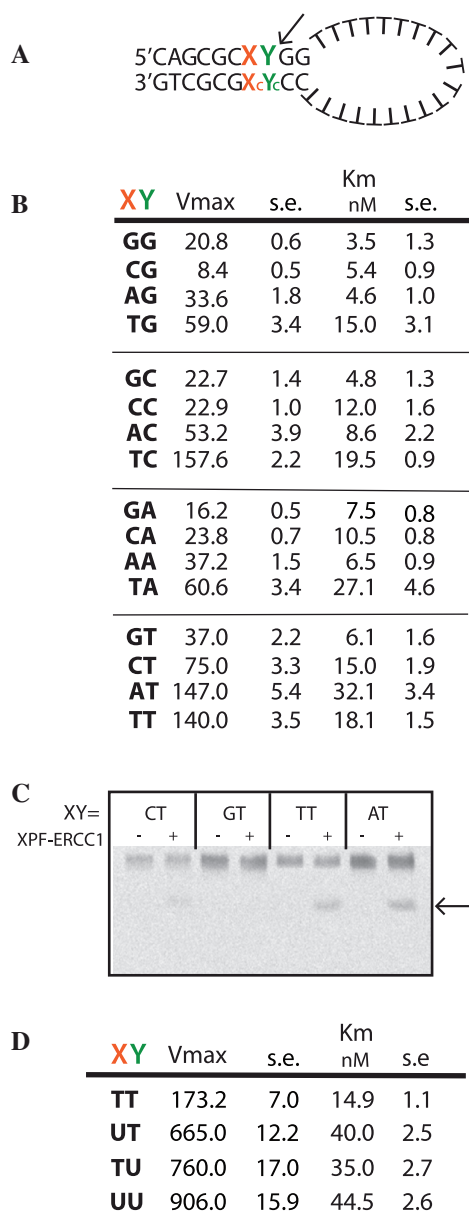 A
5'CAGCGCXYGG
3'GTCGCGXcYcCC
TTTTTTTTTTTTTTTTTTTT
B
Km
XY Vmax s.e. nM s.e.
GG 20.8 0.6 3.5 1.3
CG 8.4 0.5 5.4 0.9
AG 33.6 1.8 4.6 1.0
TG 59.0 3.4 15.0 3.1
GC 22.7 1.4 4.8 1.3
CC 22.9 1.0 12.0 1.6
AC 53.2 3.9 8.6 2.2
TC 157.6 2.2 19.5 0.9
GA 16.2 0.5 7.5 0.8
CA 23.8 0.7 10.5 0.8
AA 37.2 1.5 6.5 0.9
TA 60.6 3.4 27.1 4.6
GT 37.0 2.2 6.1 1.6
CT 75.0 3.3 15.0 1.9
AT 147.0 5.4 32.1 3.4
TT 140.0 3.5 18.1 1.5
C
XY= CT GT TT AT
XPF-ERCC1 - + - + - + - +
D
Km
XY Vmax s.e. nM s.e
TT 173.2 7.0 14.9 1.1
UT 665.0 12.2 40.0 2.5
TU 760.0 17.0 35.0 2.7
UU 906.0 15.9 44.5 2.6